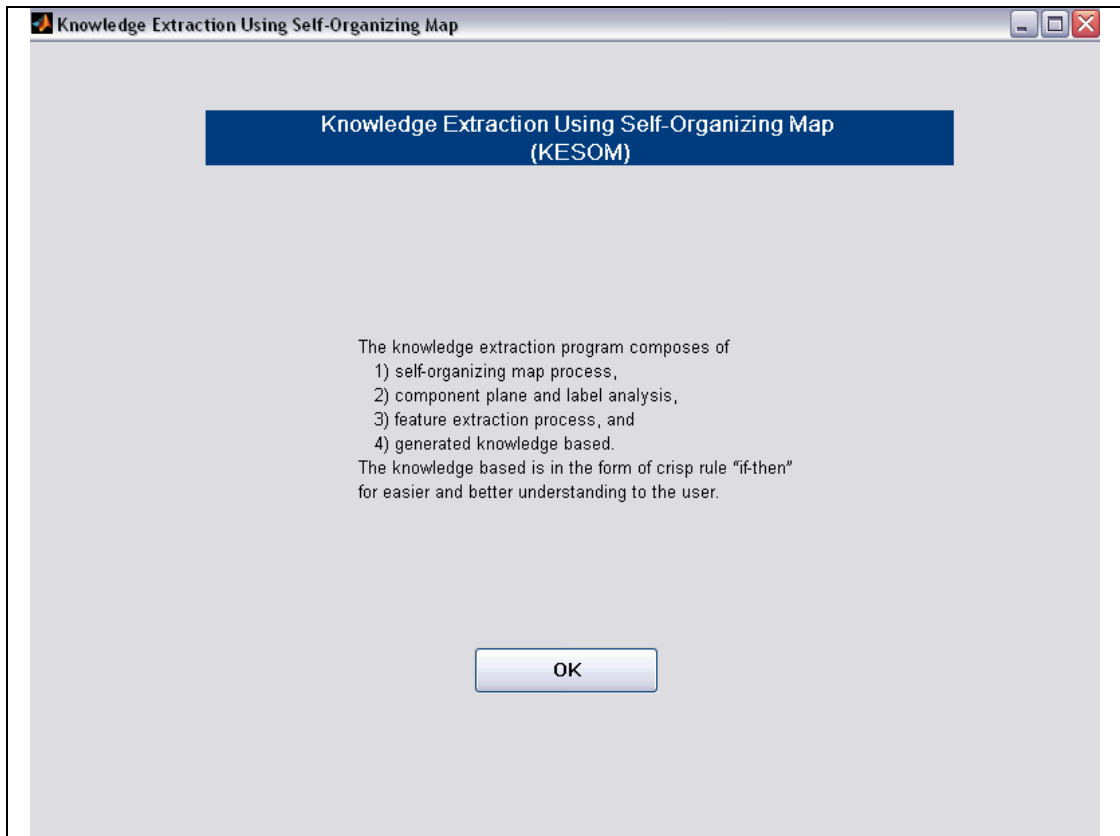 Knowledge Extraction Using Self-Organizing Map
Knowledge Extraction Using Self-Organizing Map
(KESOM)
The knowledge extraction program composes of
1) self-organizing map process,
2) component plane and label analysis,
3) feature extraction process, and
4) generated knowledge based.
The knowledge based is in the form of crisp rule “if-then”
for easier and better understanding to the user.
OK